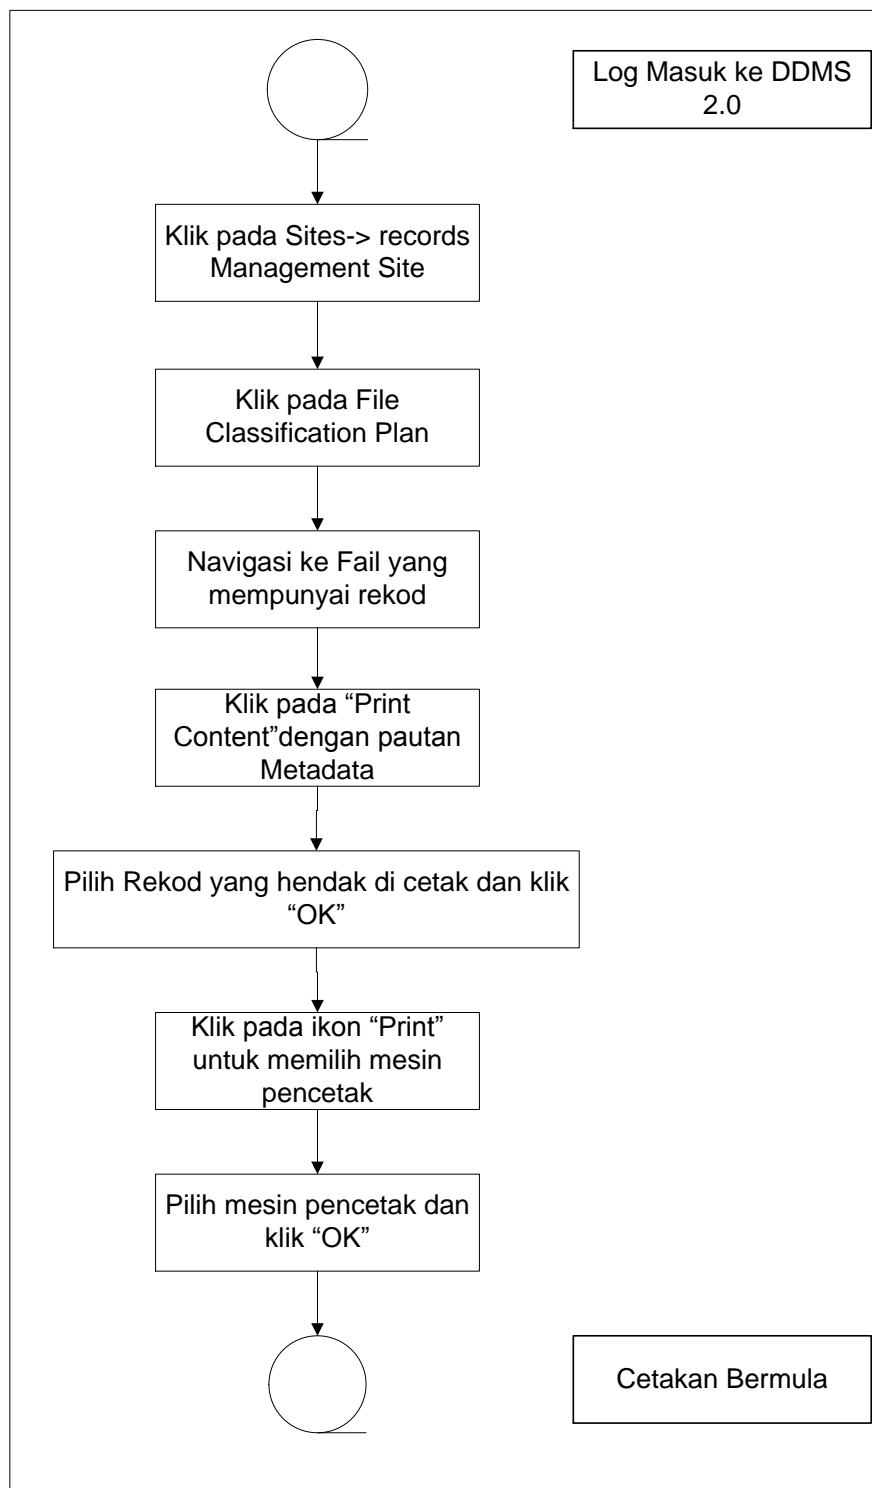 Log Masuk ke DDMS
2.0
Klik pada Sites-> records
Management Site
Klik pada File
Classification Plan
Navigasi ke Fail yang
mempunyai rekod
Klik pada “Print
Content”dengan pautan
Metadata
Pilih Rekod yang hendak di cetak dan klik
“OK”
Klik pada ikon “Print”
untuk memilih mesin
pencetak
Pilih mesin pencetak dan
klik “OK”
Cetakan Bermula